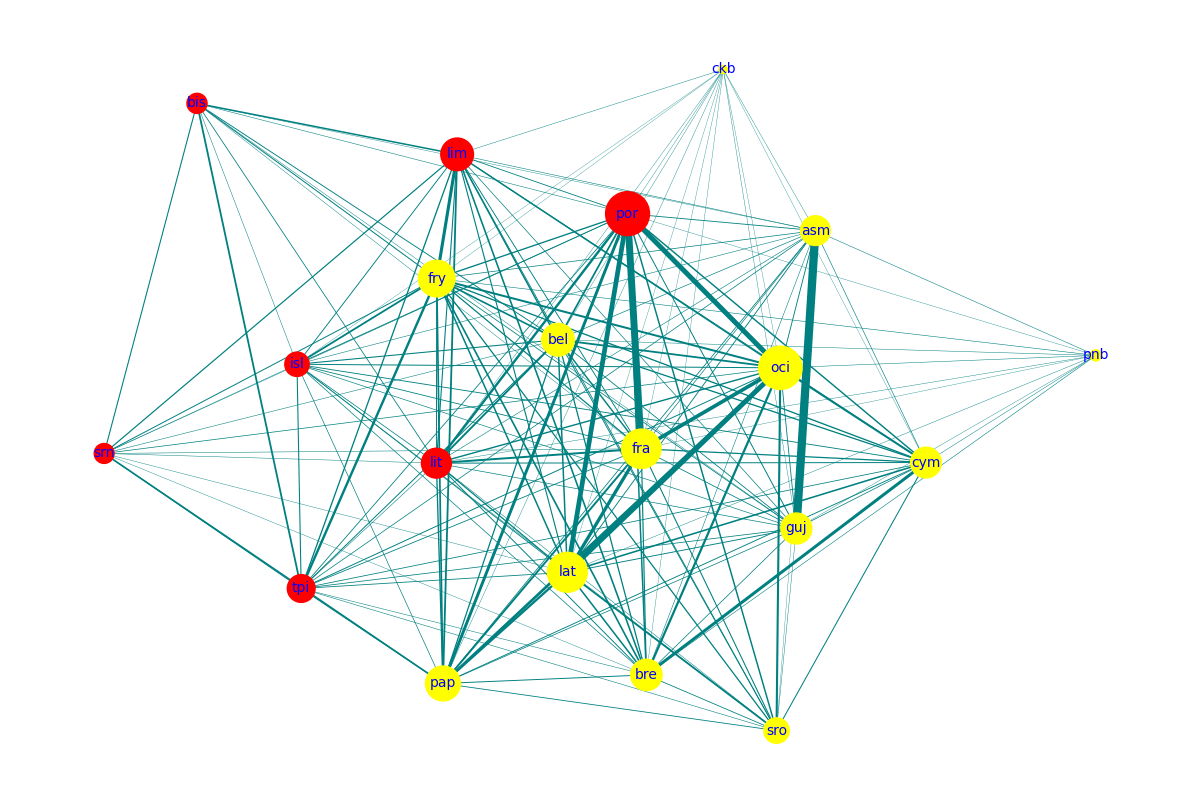 ckb
bis
lim
por
asm
fry
bel
pnb
isl
oci
fra
srn
lit
cym
guj
lat
tpi
bre
pap
sro